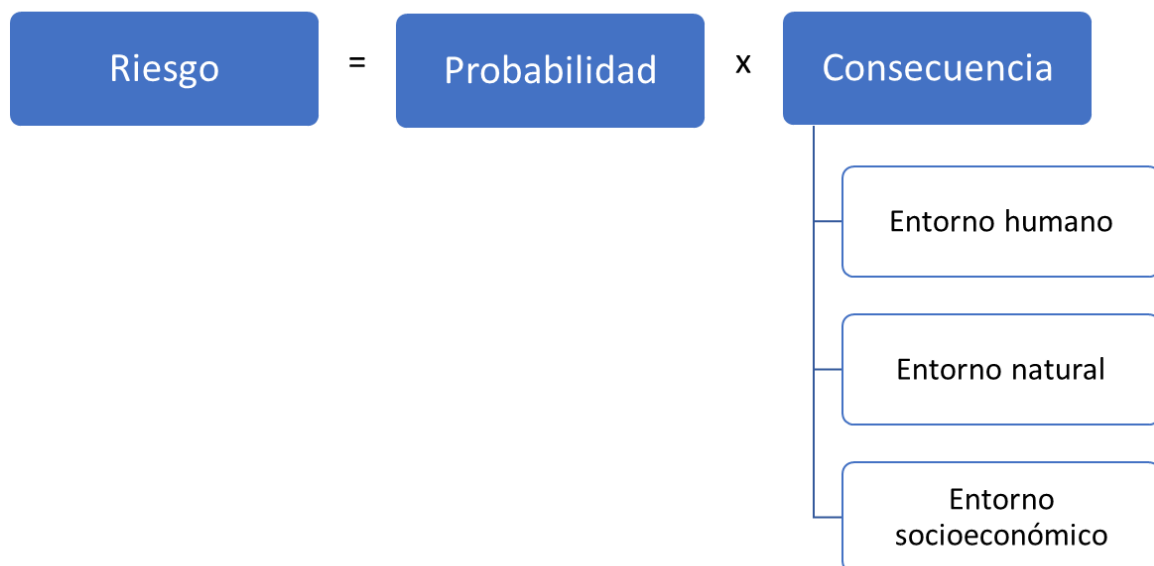 Riesgo = Probabilidad x Consecuencia
Entorno humano
Entorno natural
Entorno
socioeconómico